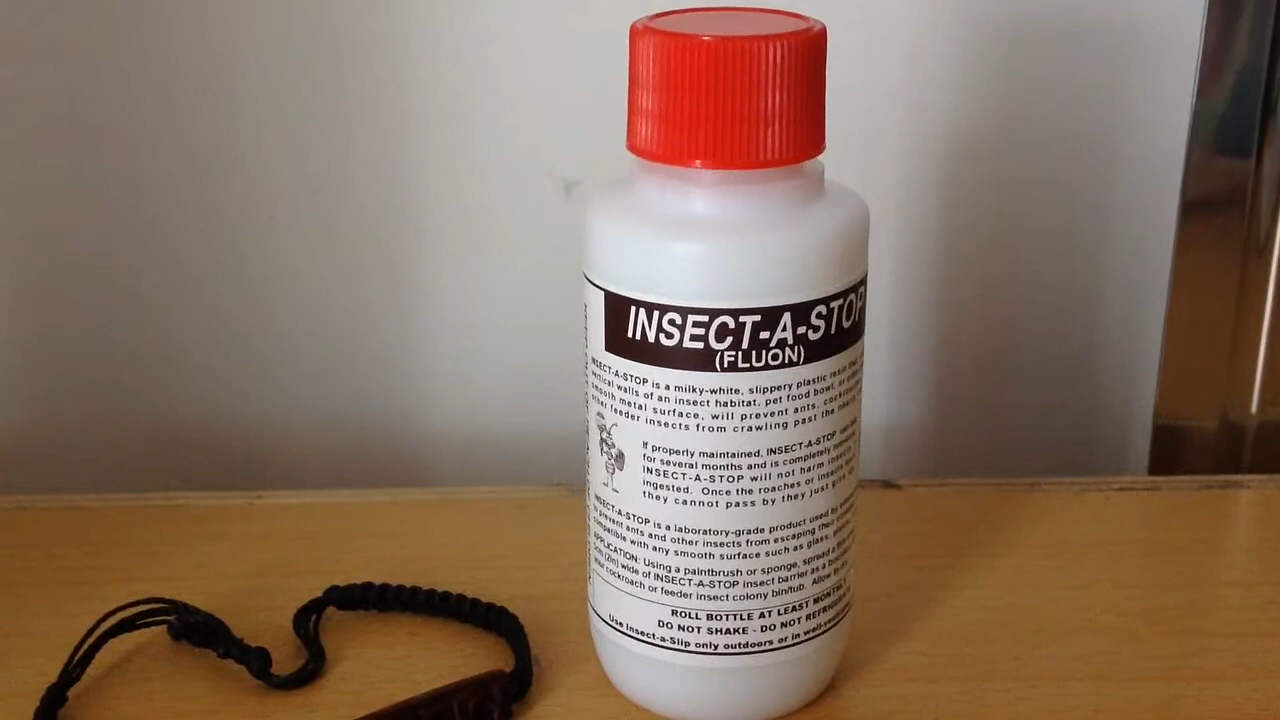 INSECT-A-STOP
(FLUON)
INSECT-A-STOP is a milky-white, slippery plastic resin
vertical walls of an insect habitat, pet food bowl, or
smooth metal surface, will prevent ants,
other feeder insects from crawling past the
If properly maintained, INSECT-A-STOP
for several months and is completely
INSECT-A-STOP will not harm insects
ingested. Once the roaches or insects
they cannot pass by they just give
INSECT-A-STOP is a laboratory-grade product used by
to prevent ants and other insects from escaping their
compatible with any smooth surface such as glass,
APPLICATION: Using a paintbrush or sponge, spread a
5cm (2in) wide of INSECT-A-STOP insect barrier as a
your cockroach or feeder insect colony bin/tub. Allow
ROLL BOTTLE AT LEAST
DO NOT SHAKE - DO NOT
Use Insect-a-Slip only outdoors or in